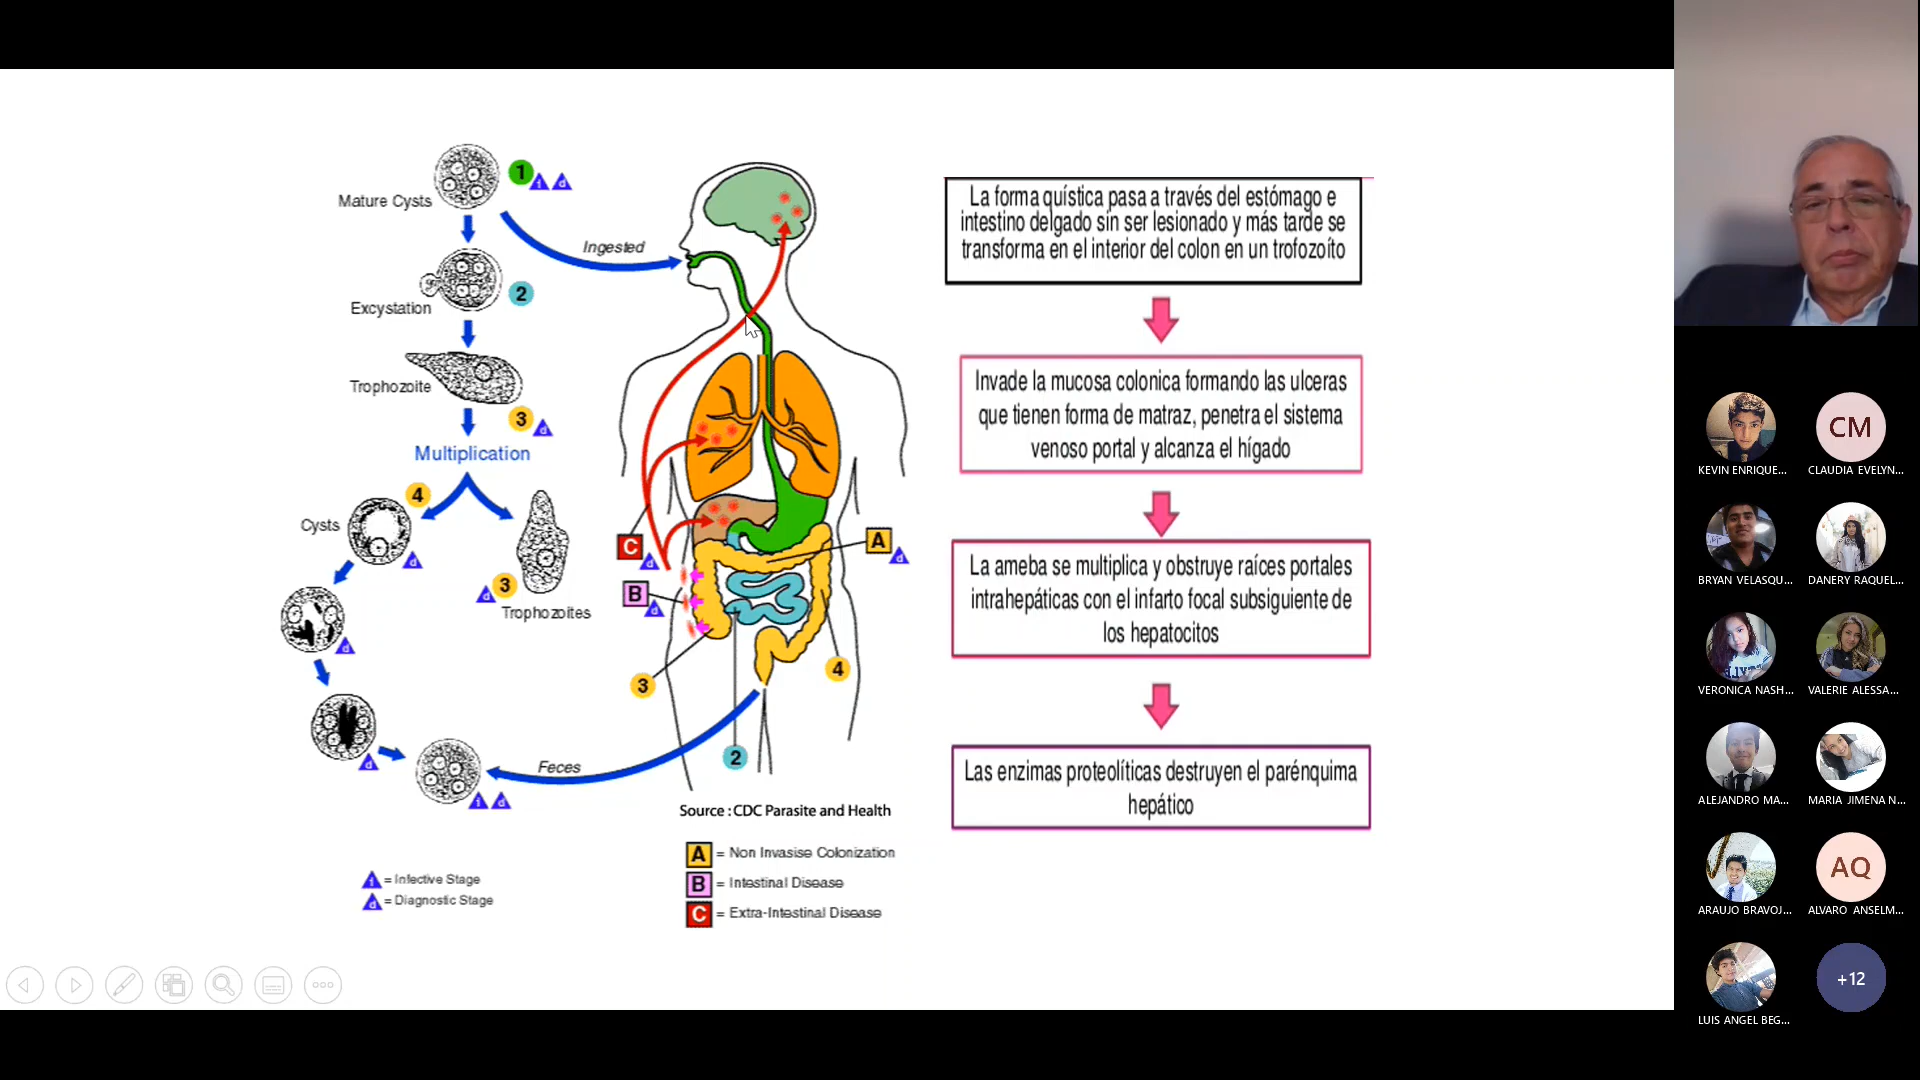 Mature Cysts
1
i
d
Ingested
Excystation
2
Trophozoite
3
d
Multiplication
4
Cysts
d
3
d
Trophozoites
d
d
i
d
Feces
C
d
B
d
A
d
3
4
2
Source : CDC Parasite and Health
i = Infective Stage
d = Diagnostic Stage
A = Non Invasise Colonization
B = Intestinal Disease
C = Extra-Intestinal Disease
La forma quística pasa a través del estómago e
intestino delgado sin ser lesionado y más tarde se
transforma en el interior del colon en un trofozoíto
Invade la mucosa colonica formando las ulceras
que tienen forma de matraz, penetra el sistema
venoso portal y alcanza el hígado
La ameba se multiplica y obstruye raíces portales
intrahepáticas con el infarto focal subsiguiente de
los hepatocitos
Las enzimas proteolíticas destruyen el parénquima
hepático
CM
KEVIN ENRIQUE...
CLAUDIA EVELYN...
BRYAN VELASQU...
DANERY RAQUEL...
VERONICA NASH...
VALERIE ALESSA...
ALEJANDRO MA...
MARIA JIMENA N...
AQ
ARAUJO BRAVOJ...
ALVARO ANSELM...
+12
LUIS ANGEL BEG...